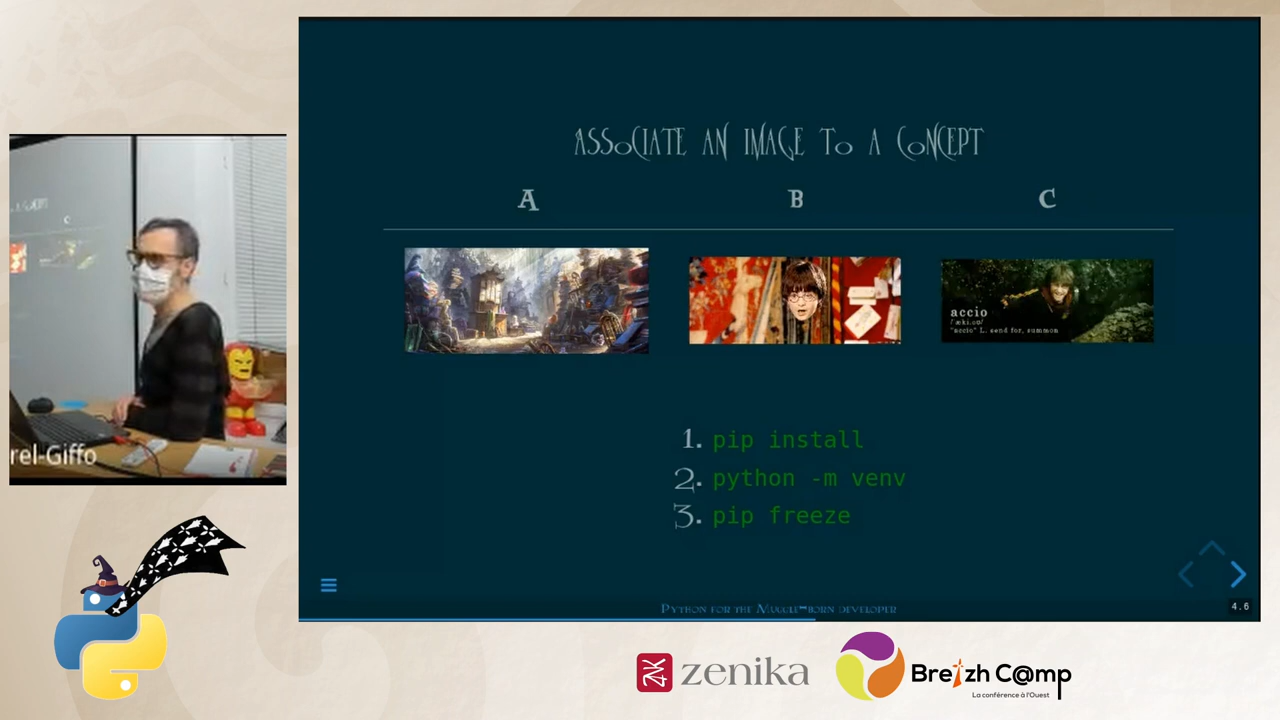 ASSOCIATE AN IMAGE TO A CONCEPT
A B C
accio
"accio" L. send for, summon
1. pip install
2. python -m venv
3. pip freeze
rel-Giffo
PYTHON FOR THE MUGGLE-BORN DEVELOPER
4.6
zenika
Breizh C@mp
La conférence à l'Ouest